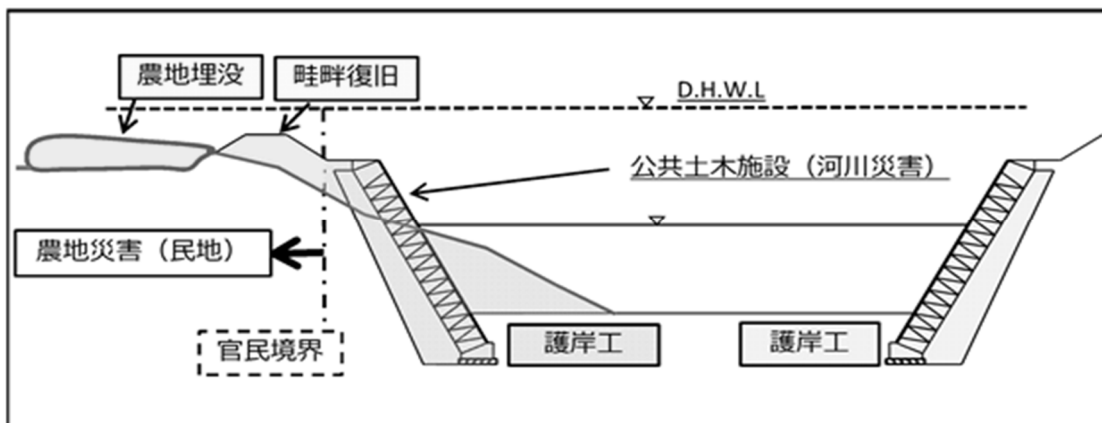 農地埋没
畦畔復旧
D.H.W.L
公共土木施設（河川災害）
農地災害（民地）
官民境界
護岸工
護岸工